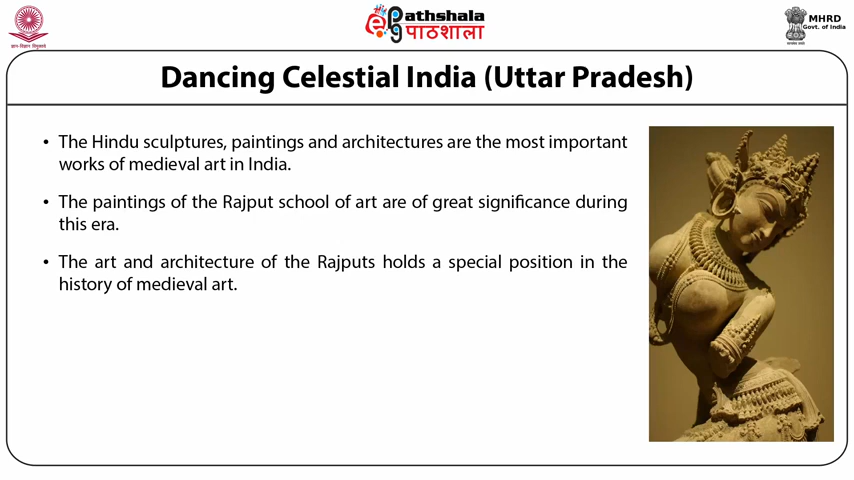 Pathshala
पाठशाला
MHRD
Govt. of India
Dancing Celestial India (Uttar Pradesh)
• The Hindu sculptures, paintings and architectures are the most important
works of medieval art in India.
• The paintings of the Rajput school of art are of great significance during
this era.
• The art and architecture of the Rajputs holds a special position in the
history of medieval art.